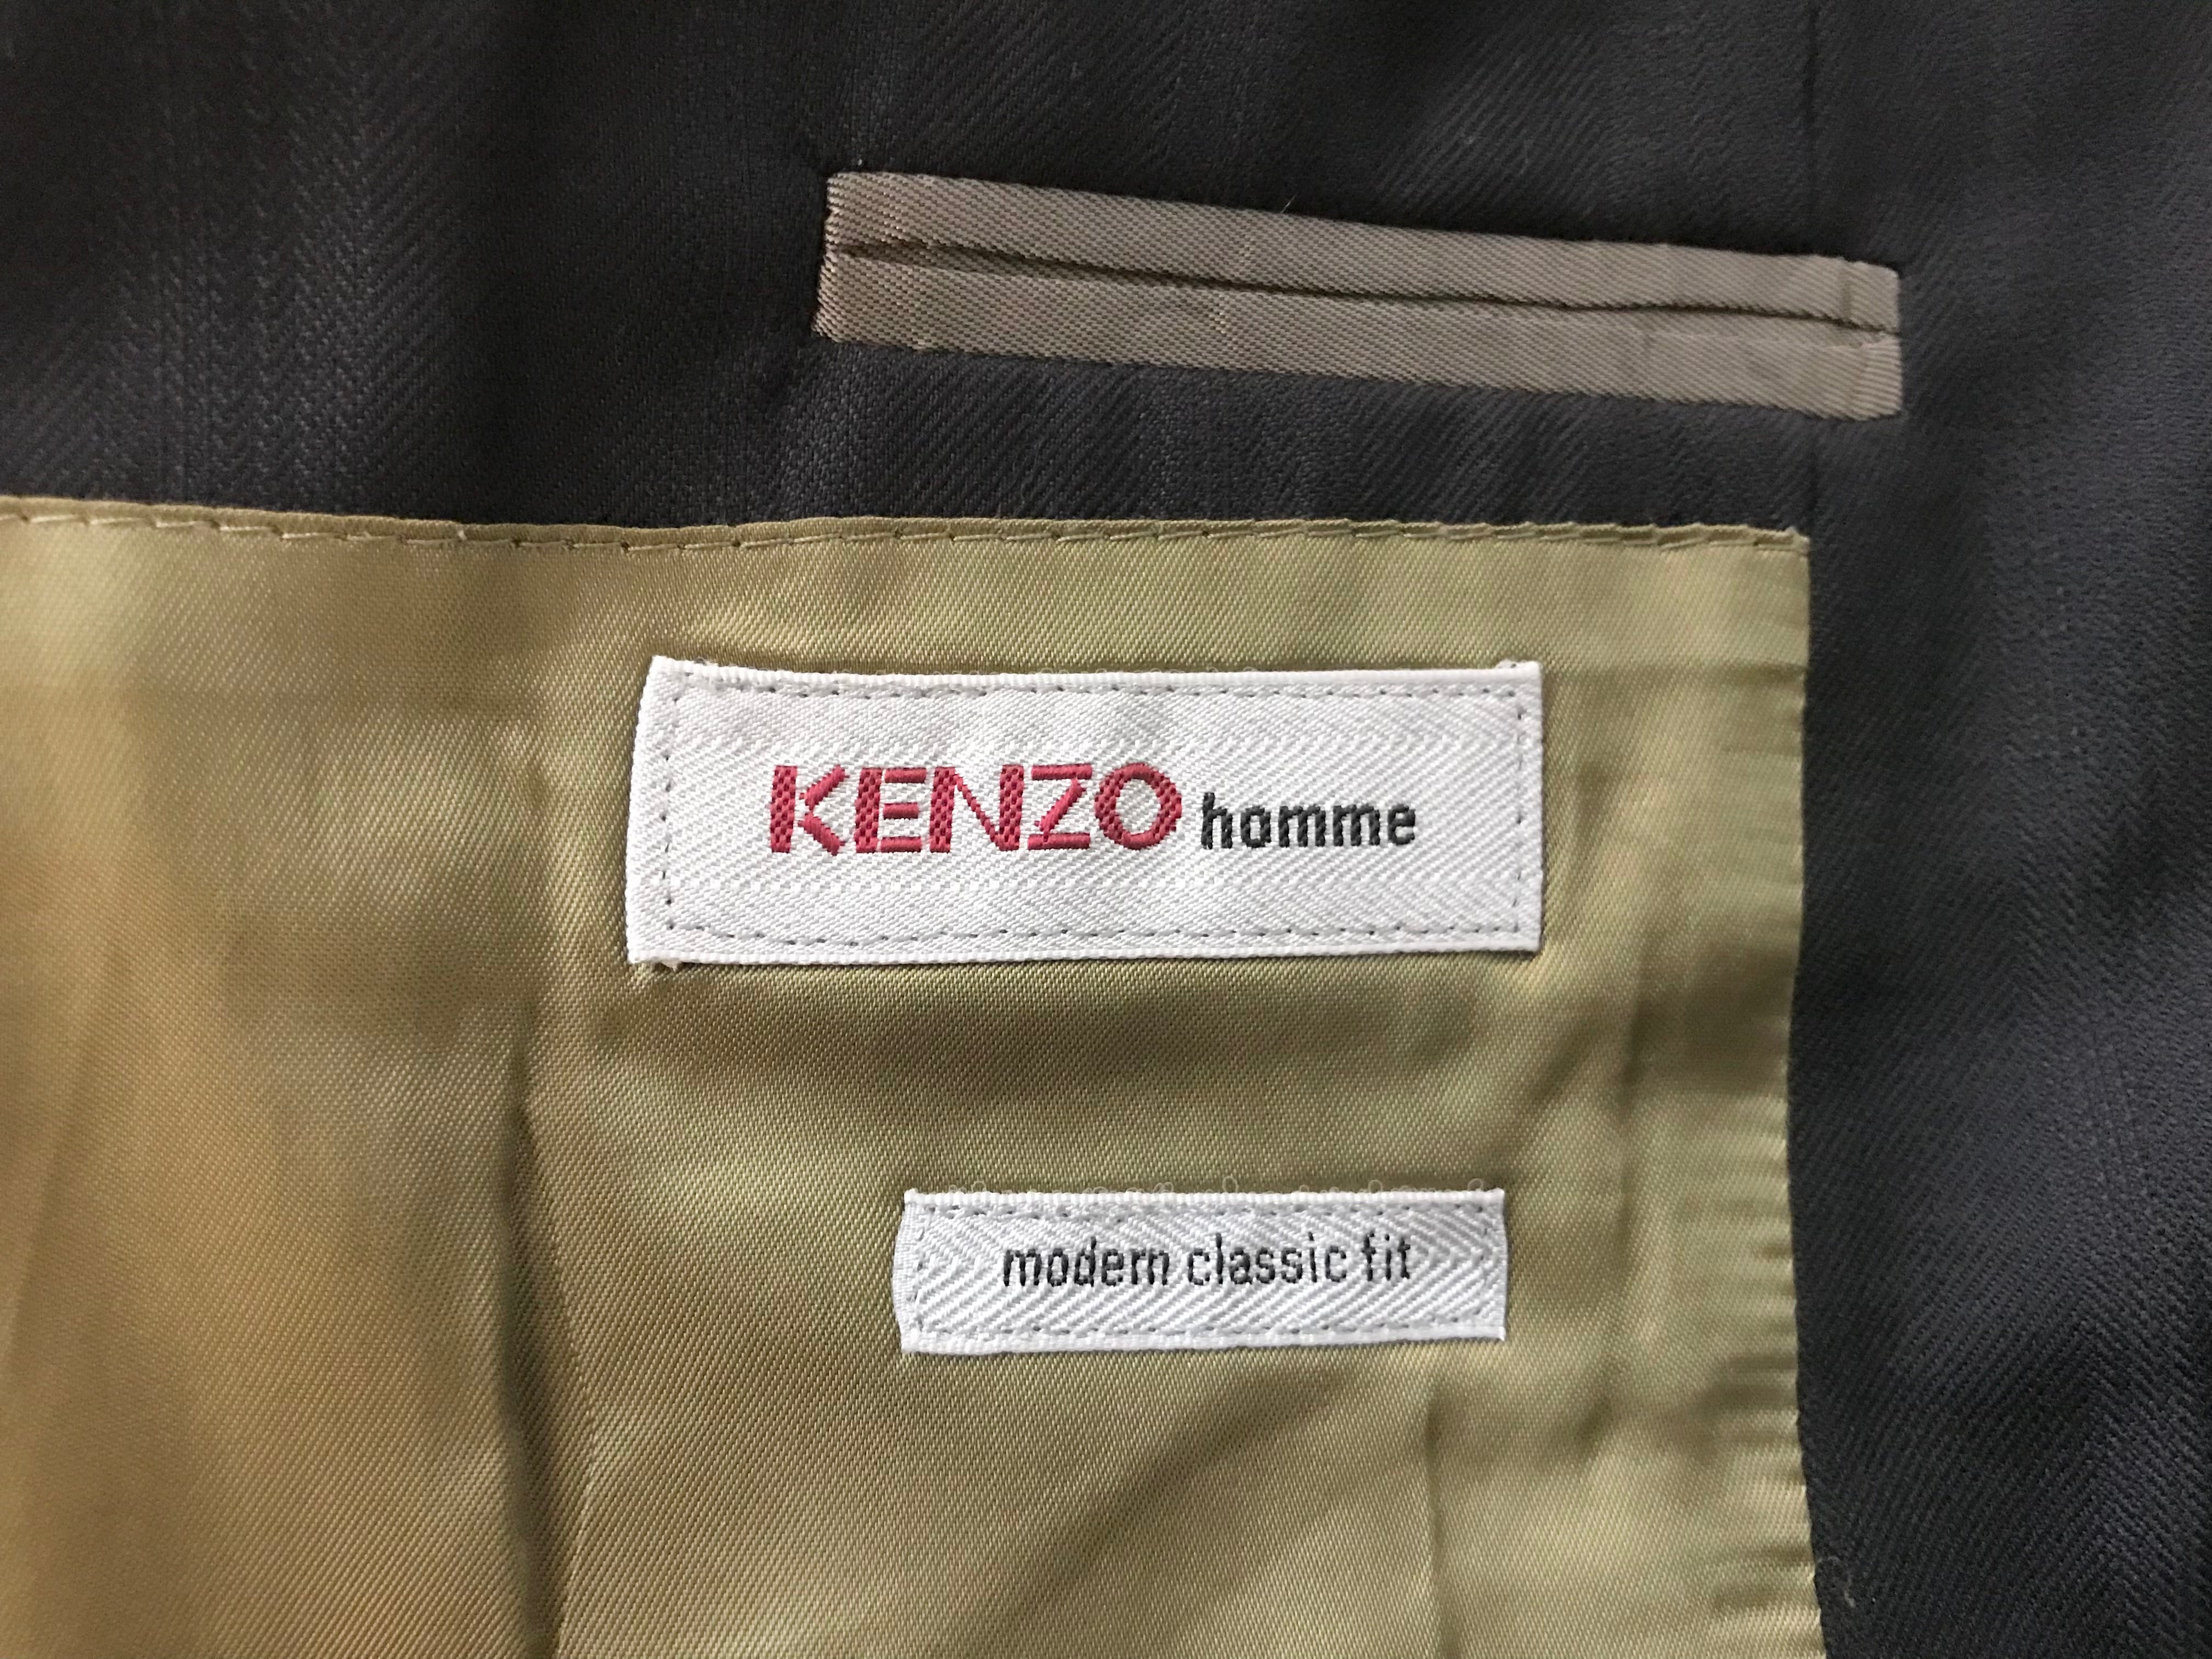 KENZO homme
modern classic fit